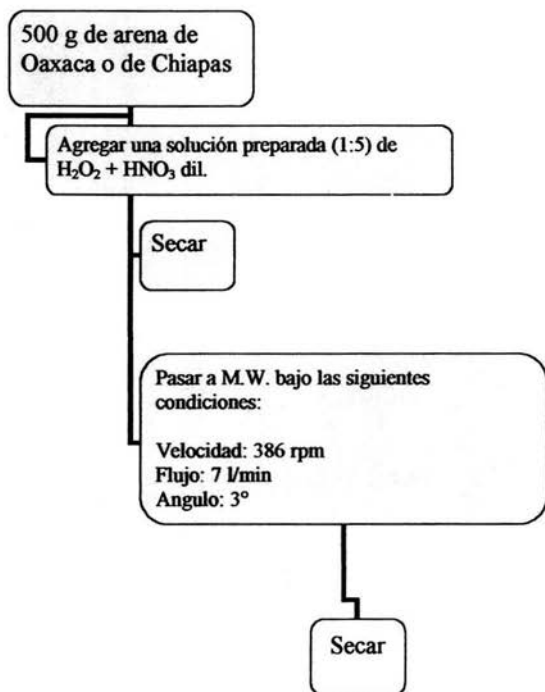 500 g de arena de
Oaxaca o de Chiapas
Agregar una solución preparada (1:5) de
H₂O₂ + HNO₃ dil.
Secar
Pasar a M.W. bajo las siguientes
condiciones:
Velocidad: 386 rpm
Flujo: 7 l/min
Angulo: 3°
Secar